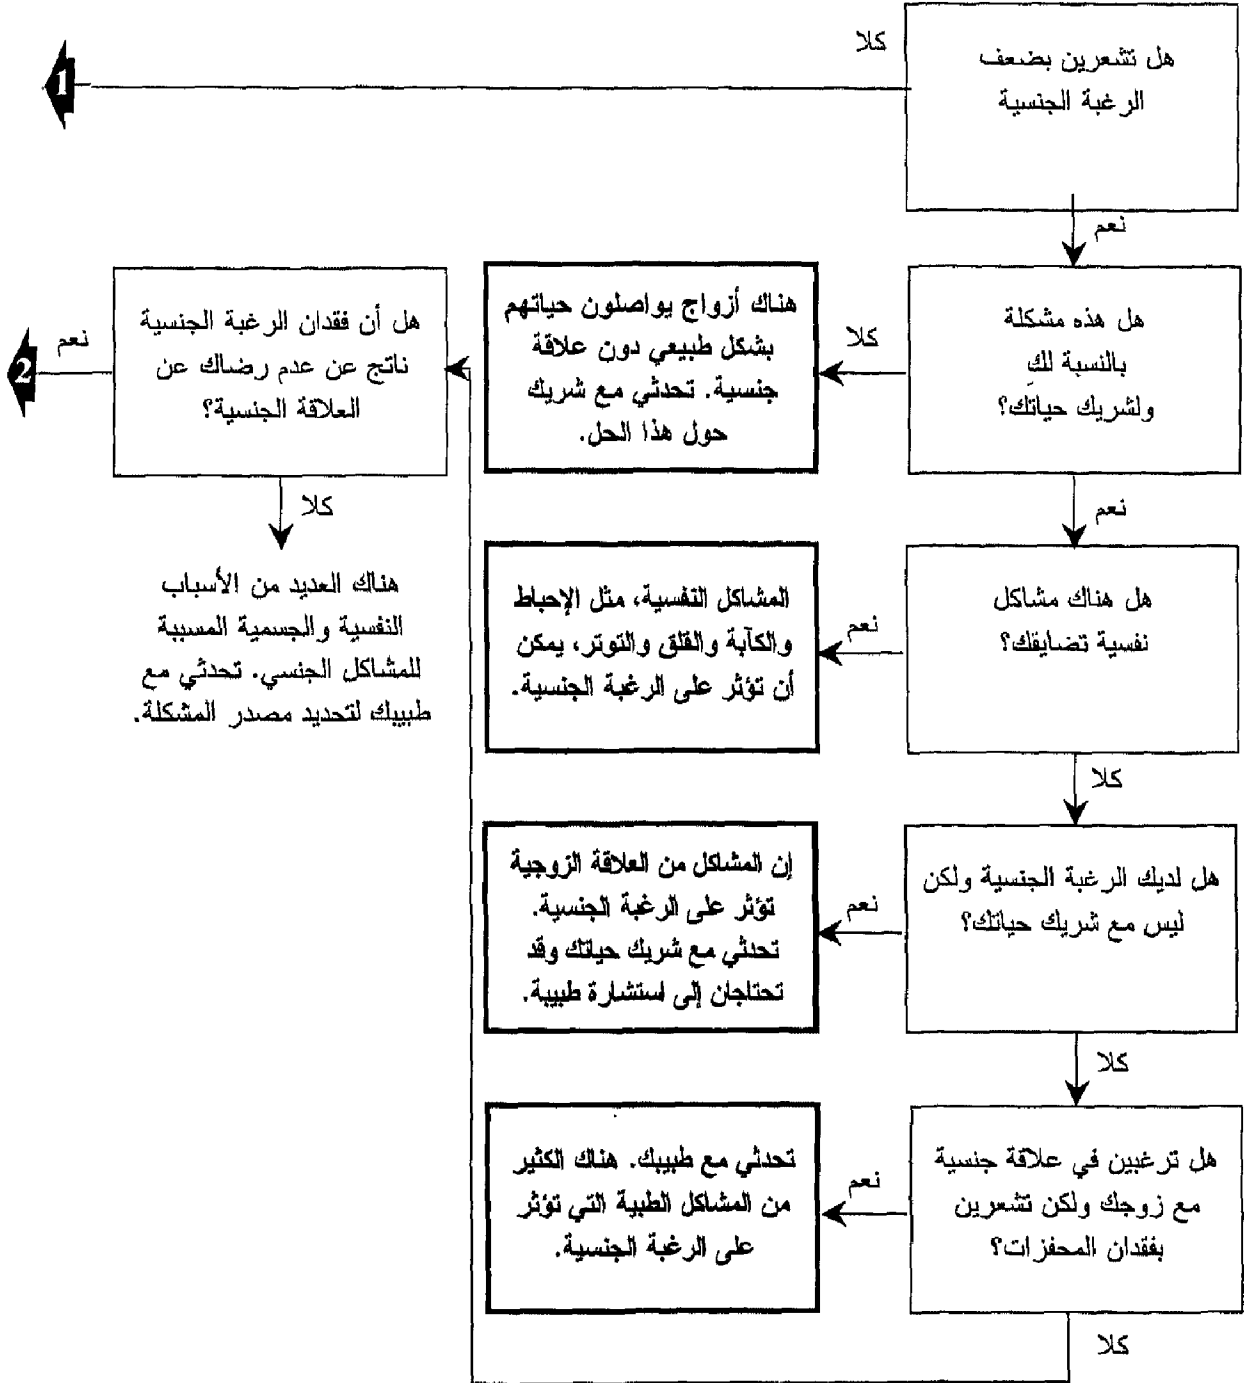 هل تشعرين بضعف
الرغبة الجنسية
كلا
1
نعم
هل هذه مشكلة
بالنسبة لكِ
ولشريك حياتك؟
كلا
هناك أزواج يواصلون حياتهم
بشكل طبيعي دون علاقة
جنسية. تحدثي مع شريك
حول هذا الحل.
نعم
هل هناك مشاكل
نفسية تضايقك؟
نعم
المشاكل النفسية، مثل الإحباط
والكآبة والقلق والتوتر، يمكن
أن تؤثر على الرغبة الجنسية.
كلا
هل لديك الرغبة الجنسية ولكن
ليس مع شريك حياتك؟
نعم
إن المشاكل من العلاقة الزوجية
تؤثر على الرغبة الجنسية.
تحدثي مع شريك حياتك وقد
تحتاجان إلى استشارة طبيبة.
كلا
هل ترغبين في علاقة جنسية
مع زوجك ولكن تشعرين
بفقدان المحفزات؟
نعم
تحدثي مع طبيبك. هناك الكثير
من المشاكل الطبية التي تؤثر
على الرغبة الجنسية.
كلا
هل أن فقدان الرغبة الجنسية
ناتج عن عدم رضاك عن
العلاقة الجنسية؟
نعم
2
كلا
هناك العديد من الأسباب
النفسية والجسمية المسببة
للمشاكل الجنسي. تحدثي مع
طبيبك لتحديد مصدر المشكلة.